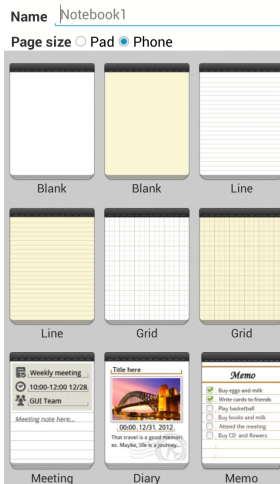 Name Notebook1
Page size Pad Phone
Blank Blank Line
Line Grid Grid
Weekly meeting
10:00-12:00 12/28
GUI Team
Meeting note here...
Meeting
Title here
00:00 12/31 2012
That travel is a good memori
es. Maybe, life is a journey...
Diary
Memo
Buy eggs and milk
Write cards to friends
Play basketball
Buy books and milk
Attend the meeting
Buy CD and flowers
Memo